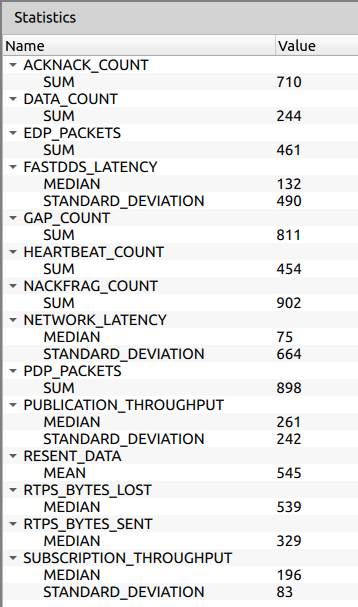 Statistics
Name Value
ACKNACK_COUNT
SUM 710
DATA_COUNT
SUM 244
EDP_PACKETS
SUM 461
FASTDDS_LATENCY
MEDIAN 132
STANDARD_DEVIATION 490
GAP_COUNT
SUM 811
HEARTBEAT_COUNT
SUM 454
NACKFRAG_COUNT
SUM 902
NETWORK_LATENCY
MEDIAN 75
STANDARD_DEVIATION 664
PDP_PACKETS
SUM 898
PUBLICATION_THROUGHPUT
MEDIAN 261
STANDARD_DEVIATION 242
RESENT_DATA
MEAN 545
RTPS_BYTES_LOST
MEDIAN 539
RTPS_BYTES_SENT
MEDIAN 329
SUBSCRIPTION_THROUGHPUT
MEDIAN 196
STANDARD_DEVIATION 83